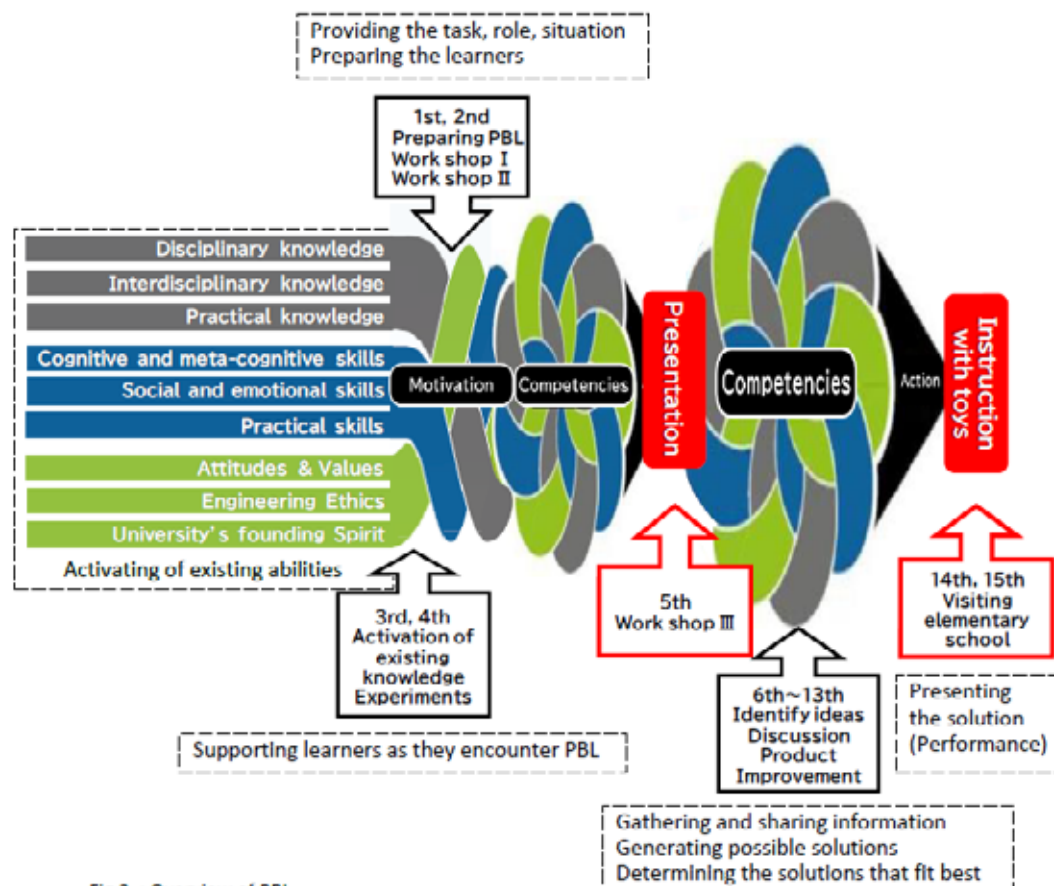 Providing the task, role, situation
Preparing the learners
1st, 2nd
Preparing PBL
Work shop Ⅰ
Work shop Ⅱ
Disciplinary knowledge
Interdisciplinary knowledge
Practical knowledge
Cognitive and meta-cognitive skills
Social and emotional skills
Practical skills
Attitudes & Values
Engineering Ethics
University's founding Spirit
Activating of existing abilities
Motivation
Competencies
Presentation
Competencies
Action
Instruction
with toys
3rd, 4th
Activation of
existing
knowledge
Experiments
5th
Work shop Ⅲ
6th~13th
Identify ideas
Discussion
Product
Improvement
14th, 15th
Visiting
elementary
school
Supporting learners as they encounter PBL
Presenting
the solution
(Performance)
Gathering and sharing information
Generating possible solutions
Determining the solutions that fit best